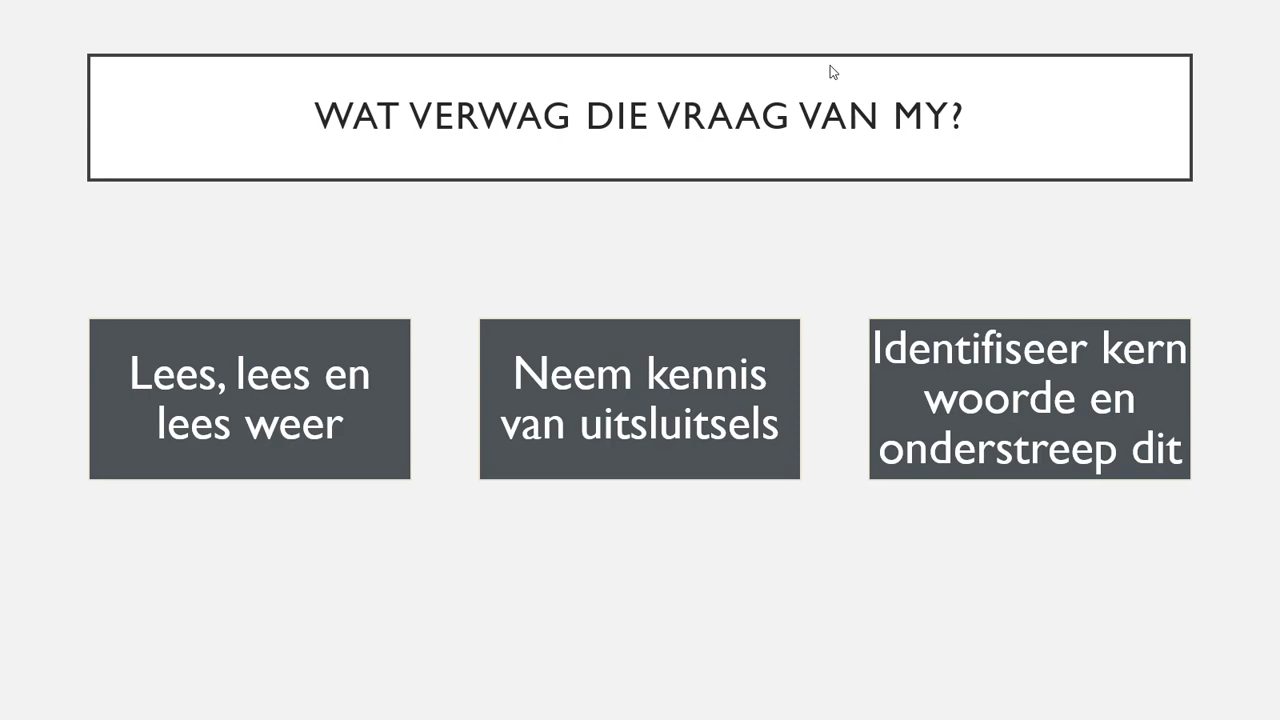 WAT VERWAG DIE VRAAG VAN MY?
Lees, lees en
lees weer
Neem kennis
van uitsluitsels
Identifiseer kern
woorde en
onderstreep dit